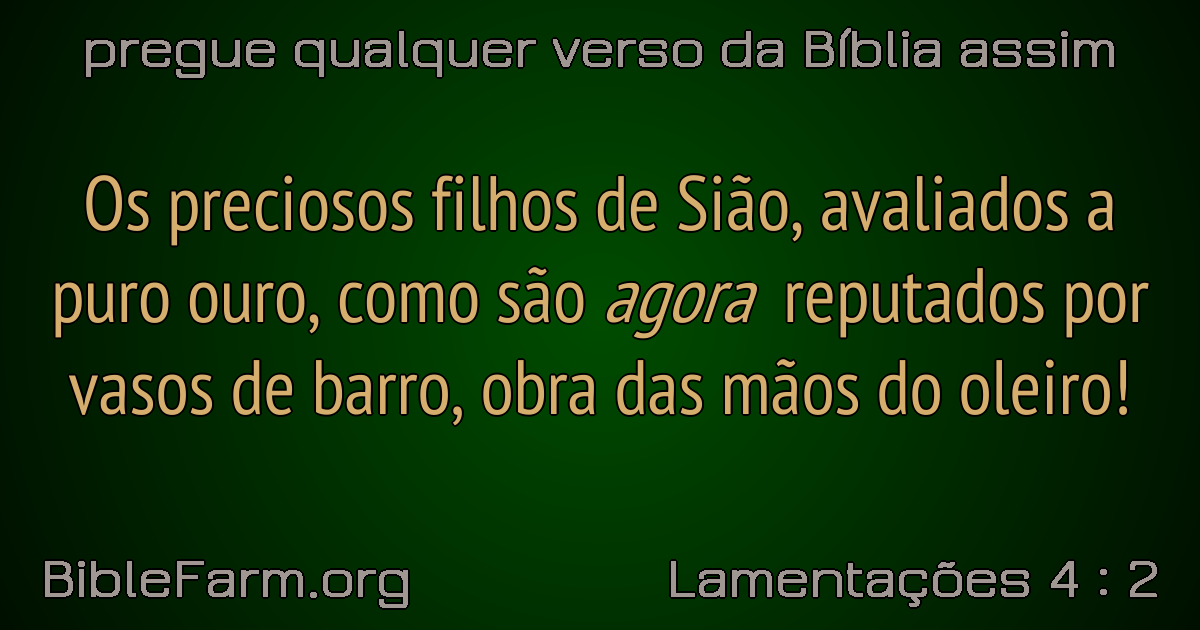 pregue qualquer verso da Bíblia assim
Os preciosos filhos de Sião, avaliados a
puro ouro, como são agora reputados por
vasos de barro, obra das mãos do oleiro!
BibleFarm.org
Lamentações 4 : 2